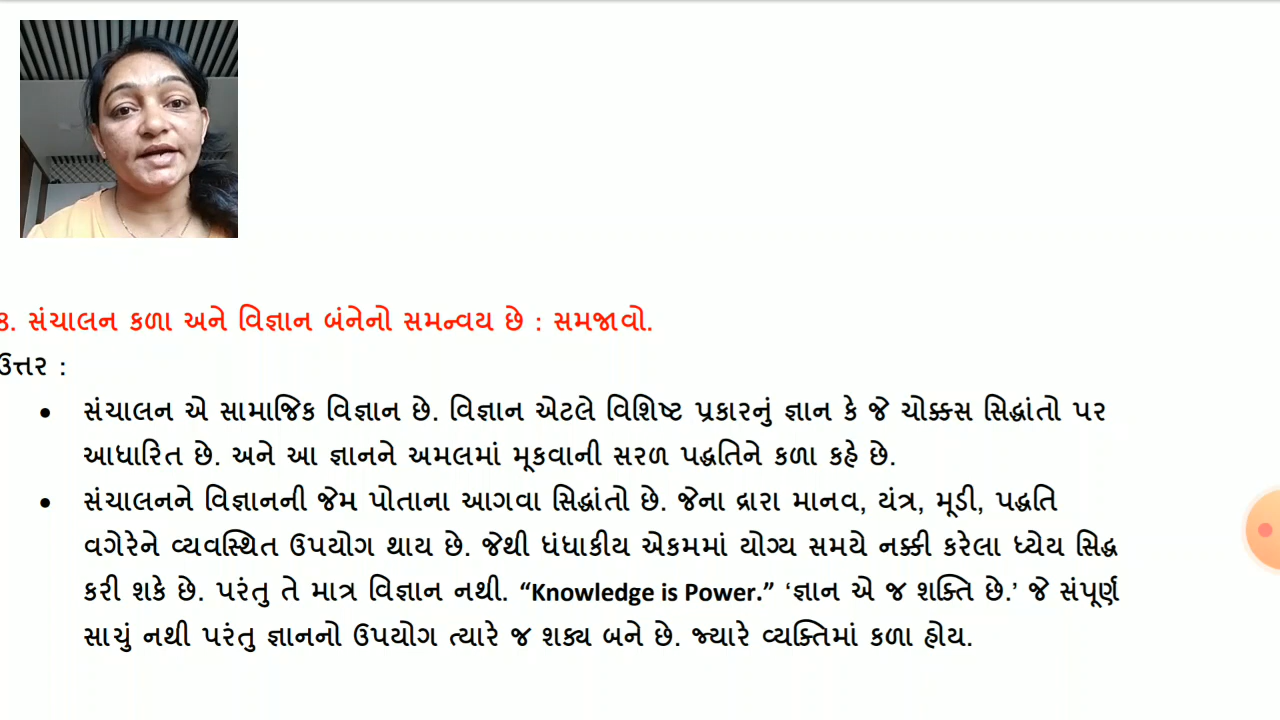 8. સંચાલન કળા અને વિજ્ઞાન બંનેનો સમન્વય છે : સમજાવો.
ઉત્તર :
• સંચાલન એ સામાજિક વિજ્ઞાન છે. વિજ્ઞાન એટલે વિશિષ્ટ પ્રકારનું જ્ઞાન કે જે ચોક્કસ સિદ્ધાંતો પર
આધારિત છે. અને આ જ્ઞાનને અમલમાં મૂકવાની સરળ પદ્ધતિને કળા કહે છે.
• સંચાલનને વિજ્ઞાનની જેમ પોતાના આગવા સિદ્ધાંતો છે. જેના દ્રારા માનવ, યંત્ર, મૂડી, પદ્ધતિ
વગેરેને વ્યવસ્થિત ઉપયોગ થાય છે. જેથી ધંધાકીય એકમમાં યોગ્ય સમયે નક્કી કરેલા ધ્યેય સિદ્ધ
કરી શકે છે. પરંતુ તે માત્ર વિજ્ઞાન નથી. “Knowledge is Power.” ‘જ્ઞાન એ જ શક્તિ છે.’ જે સંપૂર્ણ
સાચું નથી પરંતુ જ્ઞાનનો ઉપયોગ ત્યારે જ શક્ય બને છે. જ્યારે વ્યક્તિમાં કળા હોય.